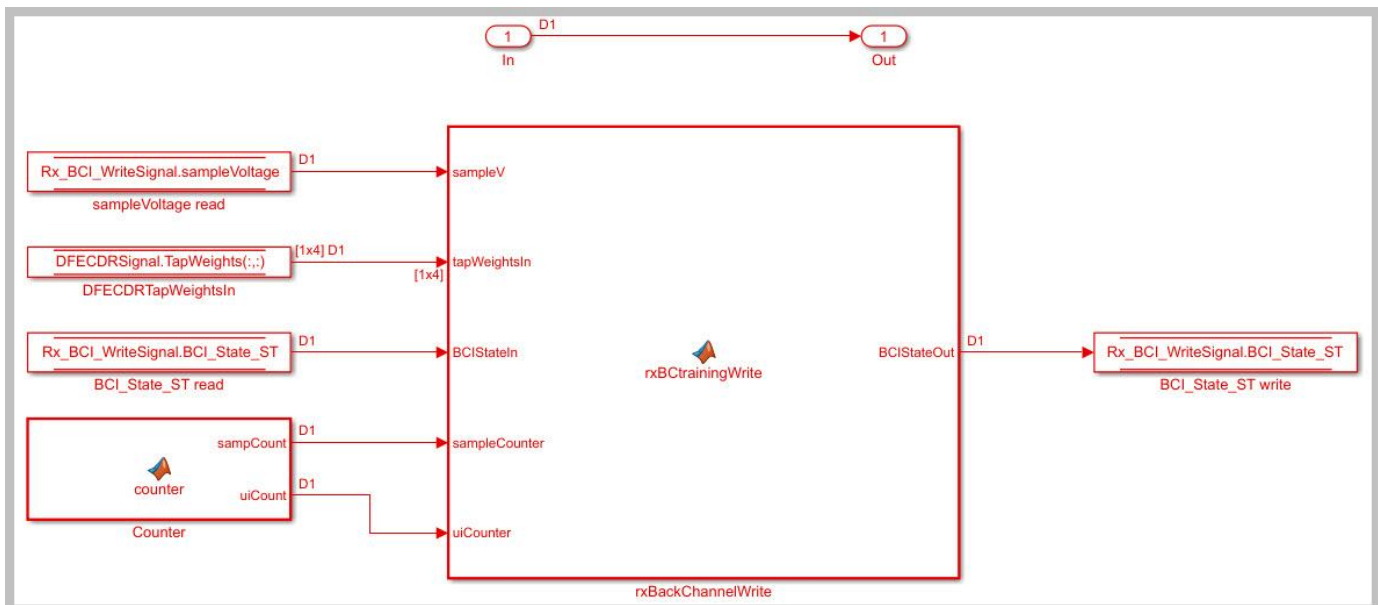 D1
1
1
In
Out
Rx_BCI_WriteSignal.sampleVoltage
D1
sampleV
sampleVoltage read
DFECDRSignal.TapWeights(:,:)
[1x4] D1
[1x4]
tapWeightsIn
DFECDRTapWeightsIn
Rx_BCI_WriteSignal.BCI_State_ST
D1
BCIStateIn
BCI_State_ST read
rxBCtrainingWrite
BCIStateOut
D1
Rx_BCI_WriteSignal.BCI_State_ST
BCI_State_ST write
sampCount
D1
sampleCounter
counter
uiCount
D1
uiCounter
Counter
rxBackChannelWrite